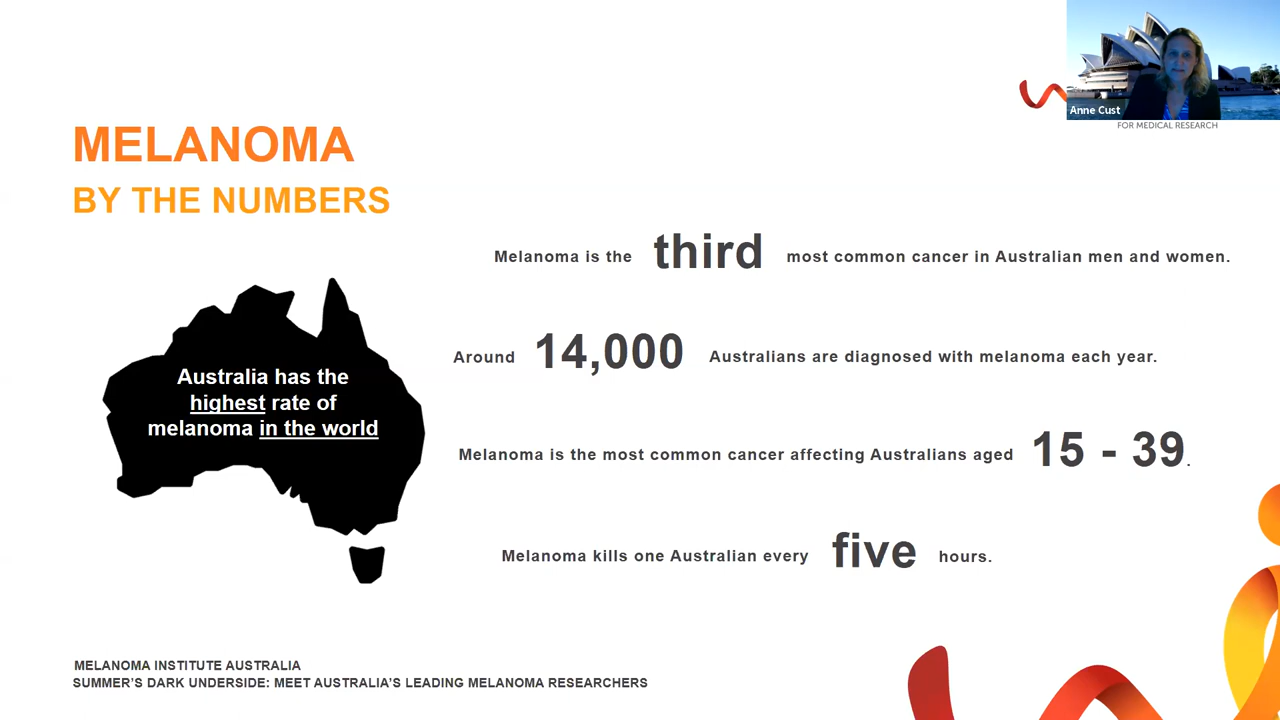 Anne Cust
FOR MEDICAL RESEARCH
MELANOMA
BY THE NUMBERS
Melanoma is the third most common cancer in Australian men and women.
Around 14,000 Australians are diagnosed with melanoma each year.
Australia has the
highest rate of
melanoma in the world
Melanoma is the most common cancer affecting Australians aged 15 - 39.
Melanoma kills one Australian every five hours.
MELANOMA INSTITUTE AUSTRALIA
SUMMER'S DARK UNDERSIDE: MEET AUSTRALIA'S LEADING MELANOMA RESEARCHERS